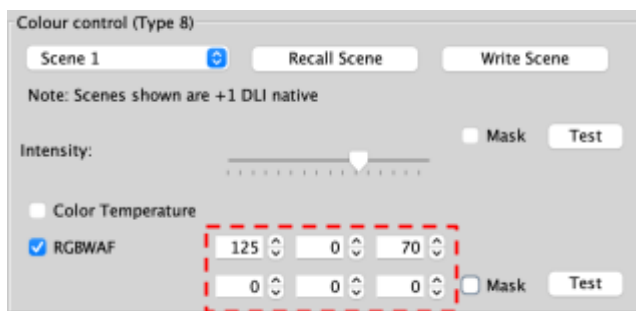 Colour control (Type 8)
Scene 1 Recall Scene Write Scene
Note: Scenes shown are +1 DLI native
Mask Test
Intensity:
Color Temperature
RGBWAF 125 0 70
0 0 0 Mask Test